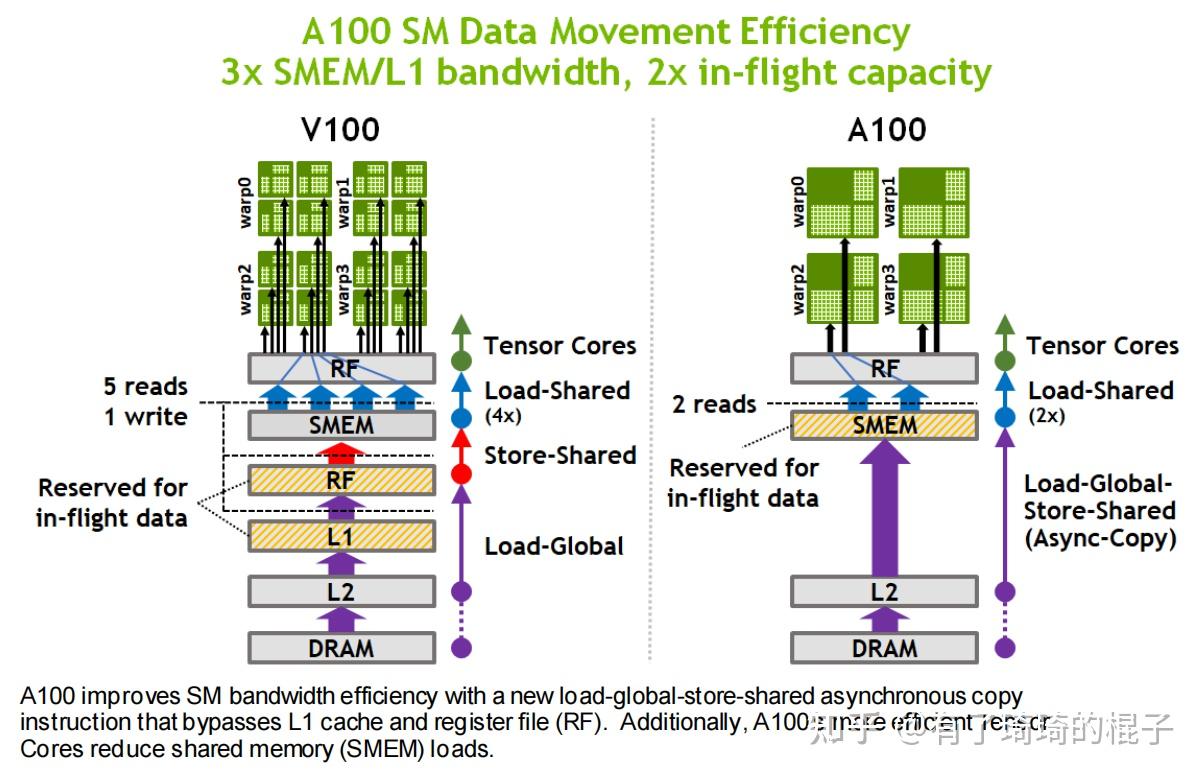 A100 SM Data Movement Efficiency
3x SMEM/L1 bandwidth, 2x in-flight capacity
V100
warp0
warp1
warp2
warp3
RF
Tensor Cores
5 reads
1 write
Load-Shared
(4x)
SMEM
Store-Shared
RF
Reserved for
in-flight data
L1
Load-Global
L2
DRAM
A100
warp0
warp1
warp2
warp3
RF
Tensor Cores
2 reads
Load-Shared
(2x)
SMEM
Reserved for
in-flight data
Load-Global-
Store-Shared
(Async-Copy)
L2
DRAM
A100 improves SM bandwidth efficiency with a new load-global-store-shared asynchronous copy
instruction that bypasses L1 cache and register file (RF). Additionally, A100's more efficient Tensor
Cores reduce shared memory (SMEM) loads.
知乎 @有了琦琦的棍子